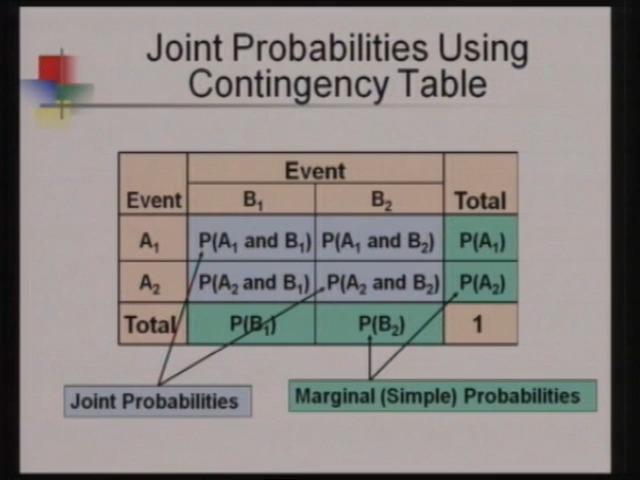 Joint Probabilities Using
Contingency Table
Event
Event B₁ B₂ Total
A₁ P(A₁ and B₁) P(A₁ and B₂) P(A₁)
A₂ P(A₂ and B₁) P(A₂ and B₂) P(A₂)
Total P(B₁) P(B₂) 1
Joint Probabilities
Marginal (Simple) Probabilities